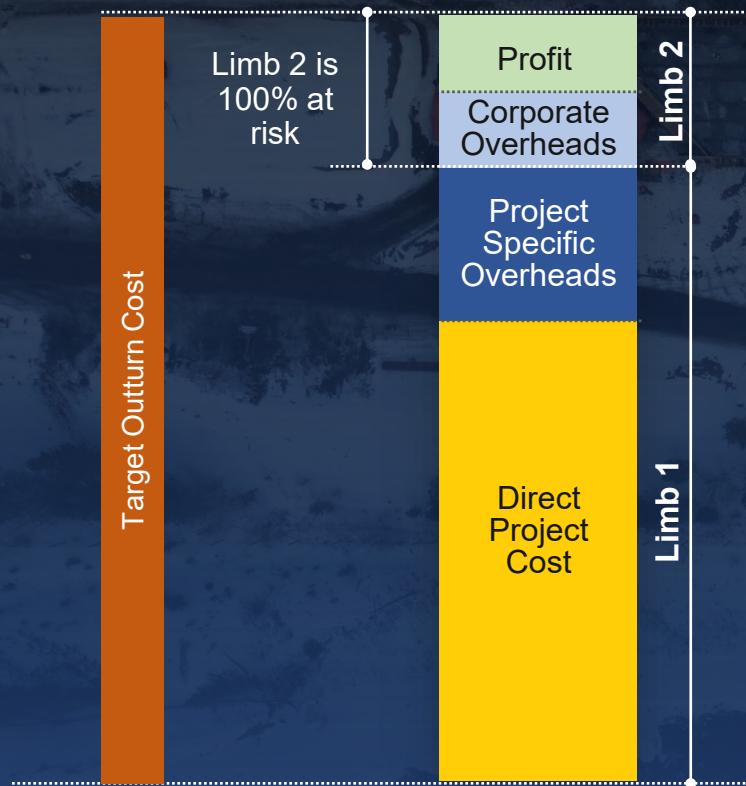 Limb 2 is
100% at
risk
Target Outturn Cost
Profit
Corporate
Overheads
Project
Specific
Overheads
Direct
Project
Cost
Limb 2
Limb 1